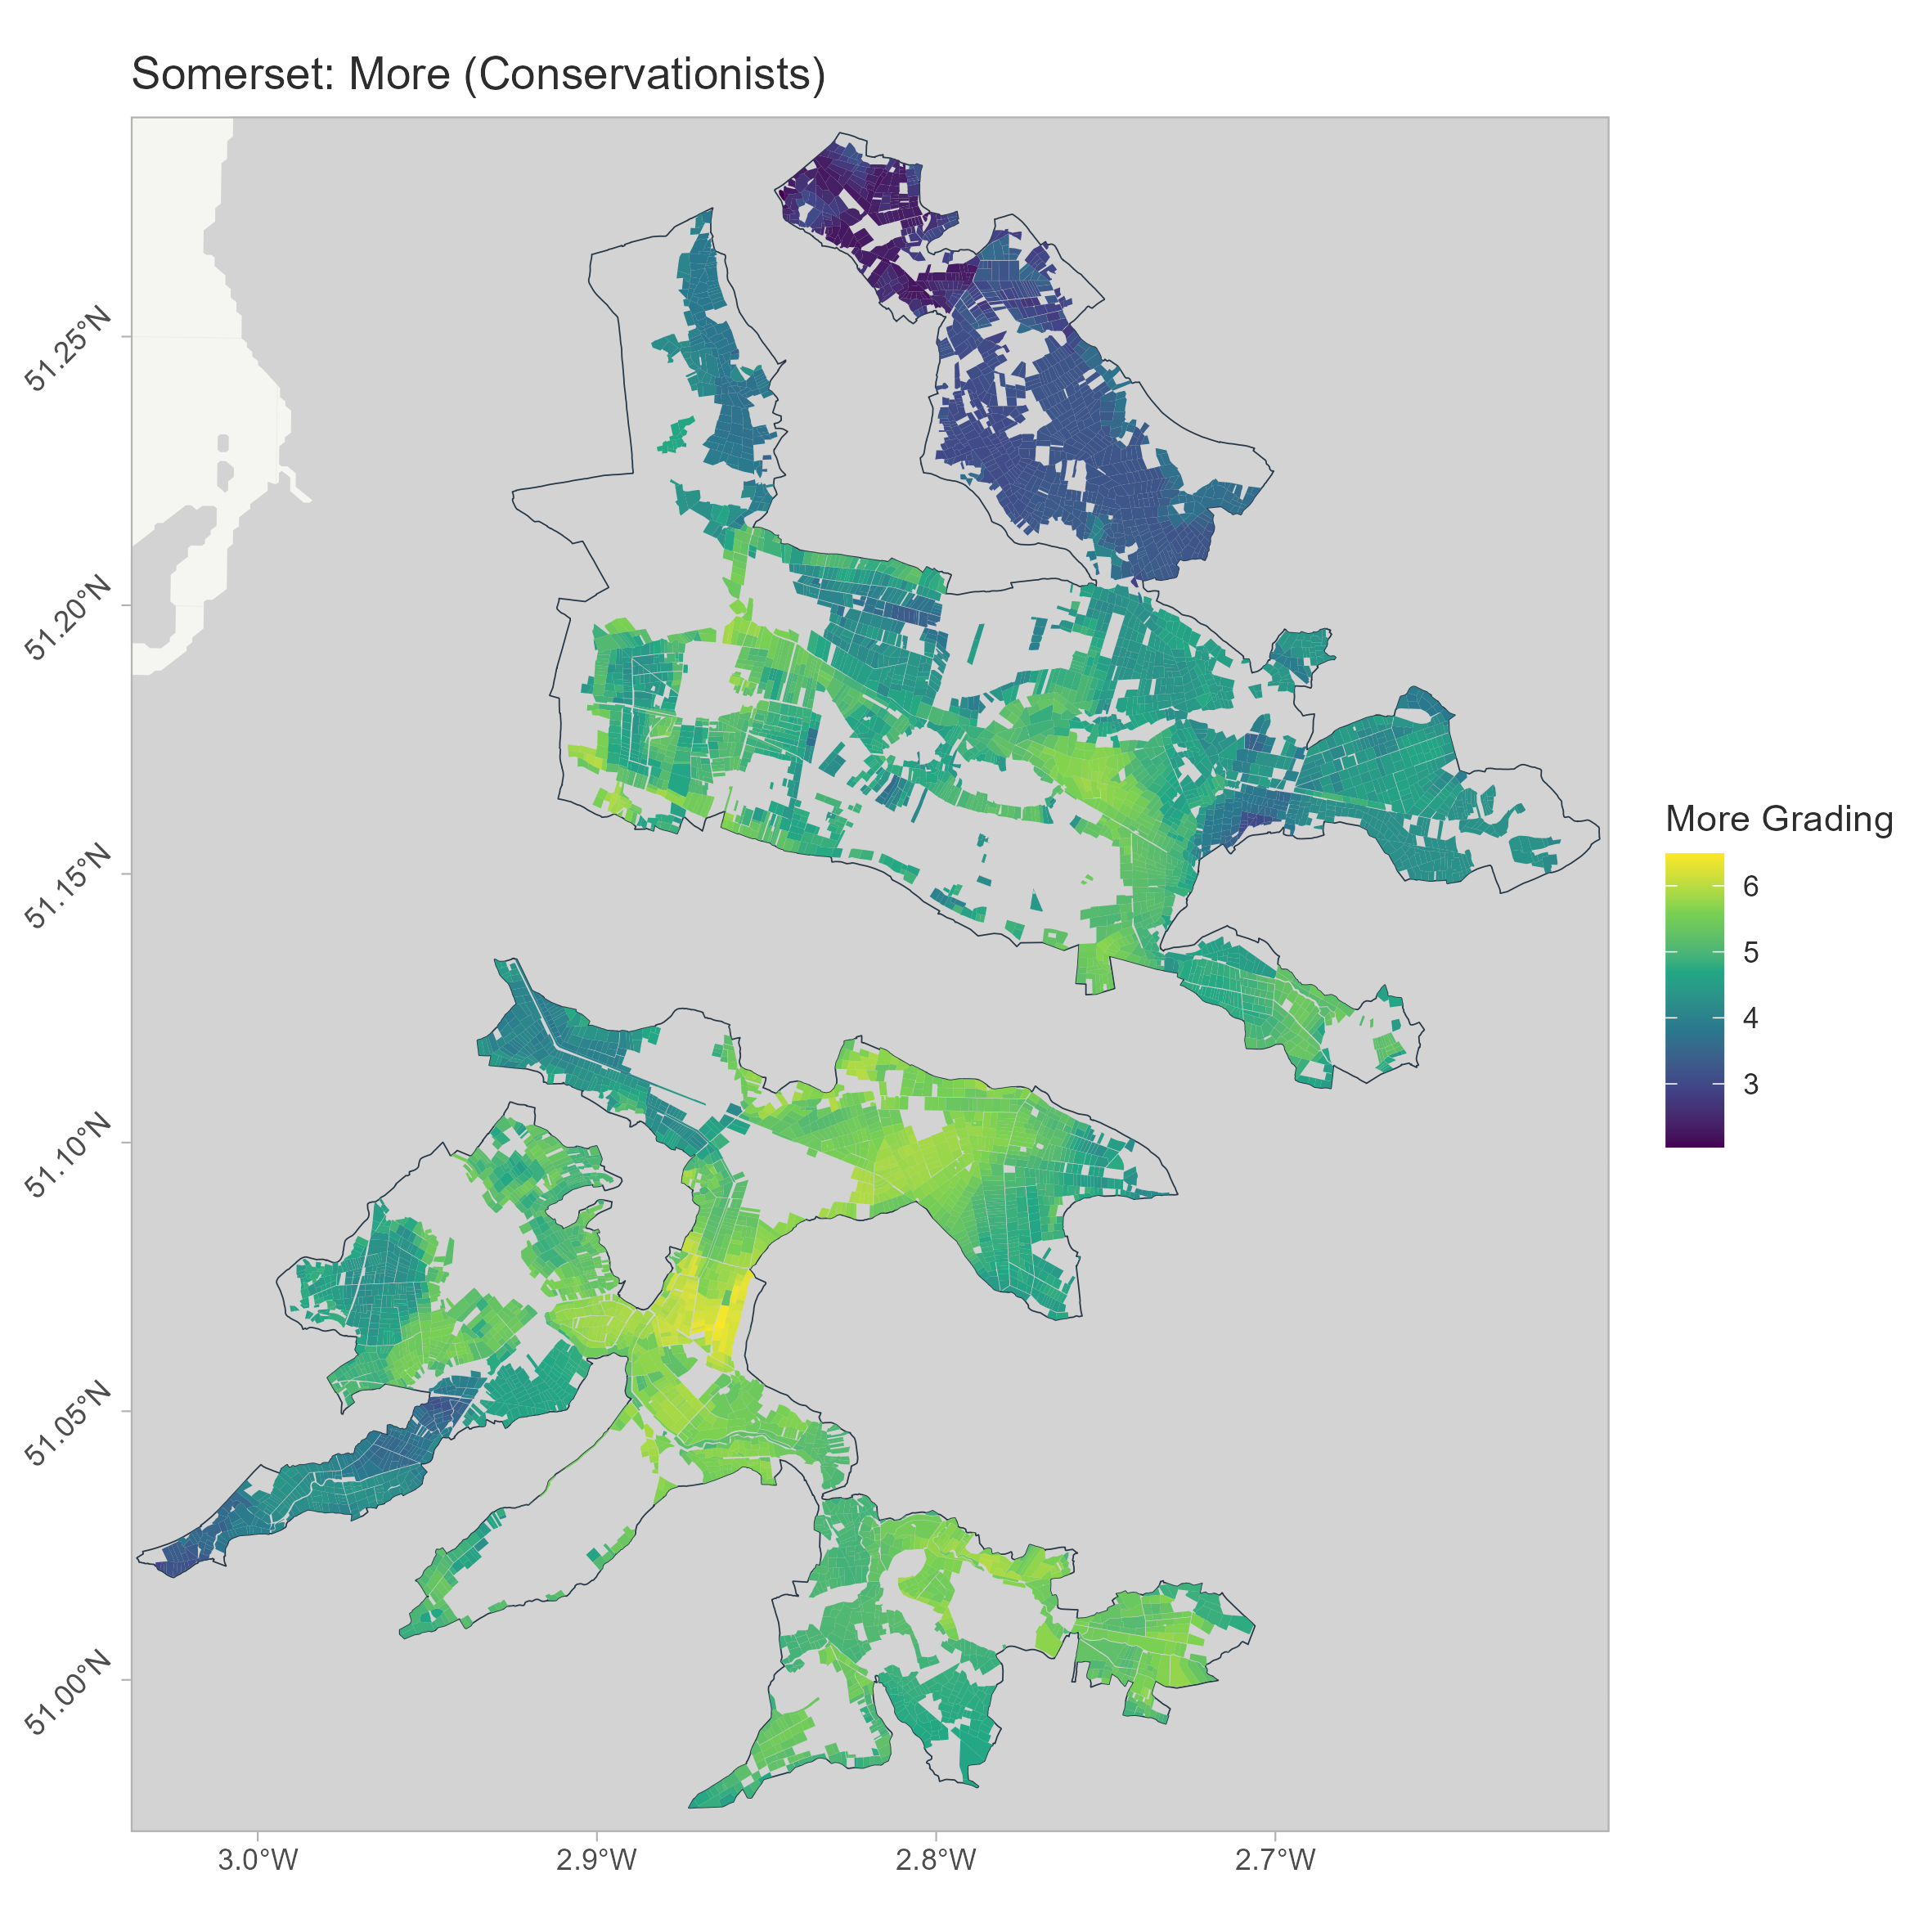 Somerset: More (Conservationists)
51.25°N
51.20°N
51.15°N
51.10°N
51.05°N
51.00°N
3.0°W
2.9°W
2.8°W
2.7°W
More Grading
6
5
4
3